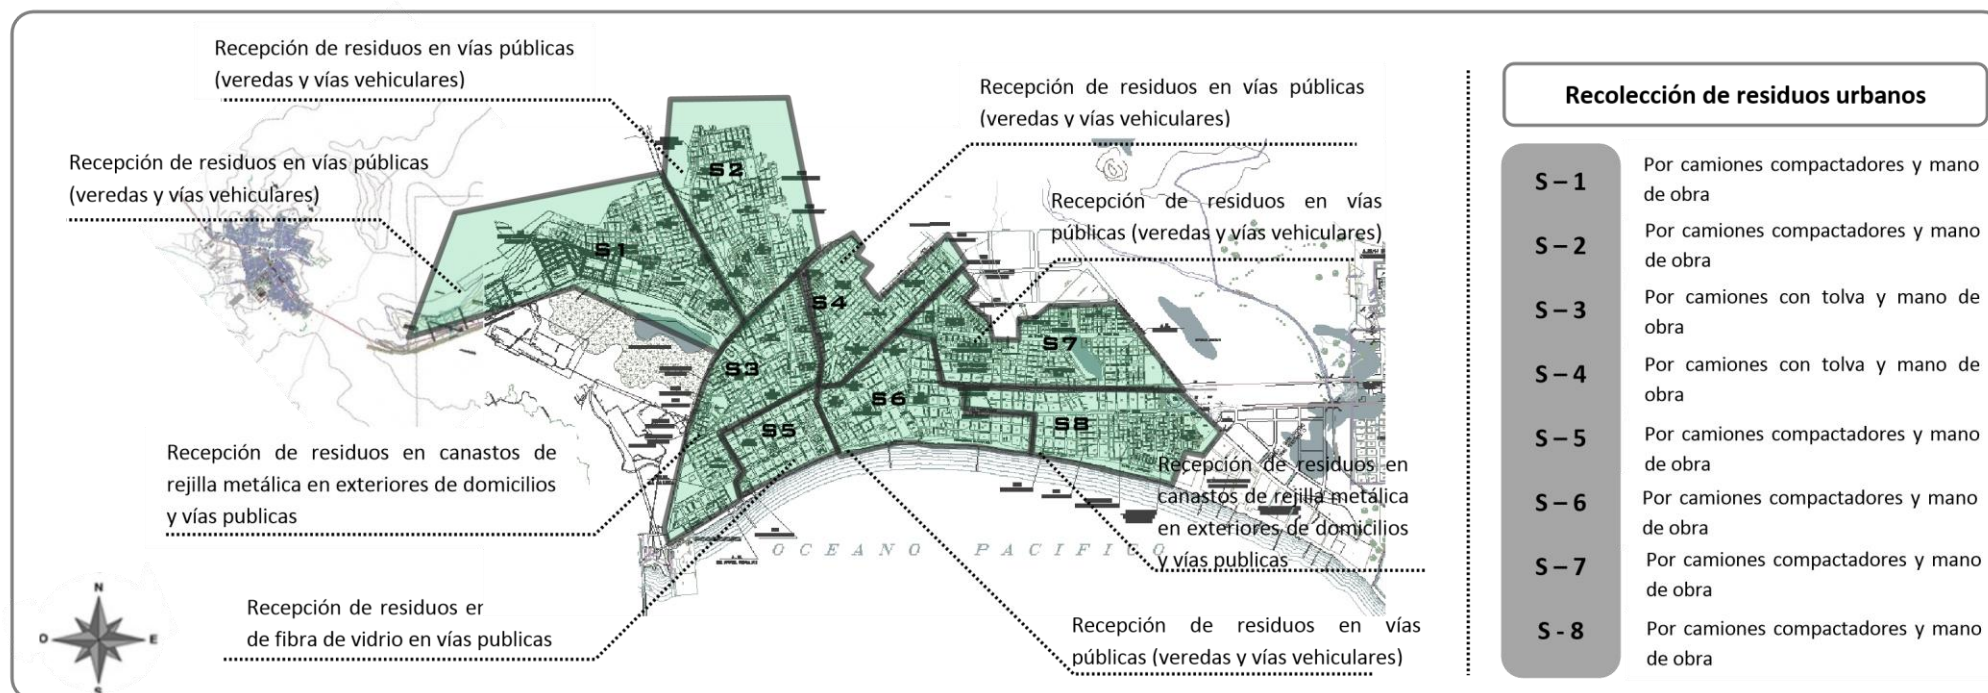 Recepción de residuos en vías públicas
(veredas y vías vehiculares)
Recepción de residuos en vías públicas
(veredas y vías vehiculares)
Recepción de residuos en vías públicas
(veredas y vías vehiculares)
Recepción de residuos en vías
públicas (veredas y vías vehiculares)
S2
S1
S4
S7
S3
S6
S5
S8
Recepción de residuos en canastos de
rejilla metálica en exteriores de domicilios
y vías publicas
Recepción de residuos en
canastos de rejilla metálica
en exteriores de domicilios
y vías publicas
OCEANO PACIFICO
Recepción de residuos er
de fibra de vidrio en vías publicas
Recepción de residuos en vías
públicas (veredas y vías vehiculares)
N
O
E
S
Recolección de residuos urbanos
S – 1
Por camiones compactadores y mano
de obra
S – 2
Por camiones compactadores y mano
de obra
S – 3
Por camiones con tolva y mano de
obra
S – 4
Por camiones con tolva y mano de
obra
S – 5
Por camiones compactadores y mano
de obra
S – 6
Por camiones compactadores y mano
de obra
S – 7
Por camiones compactadores y mano
de obra
S - 8
Por camiones compactadores y mano
de obra